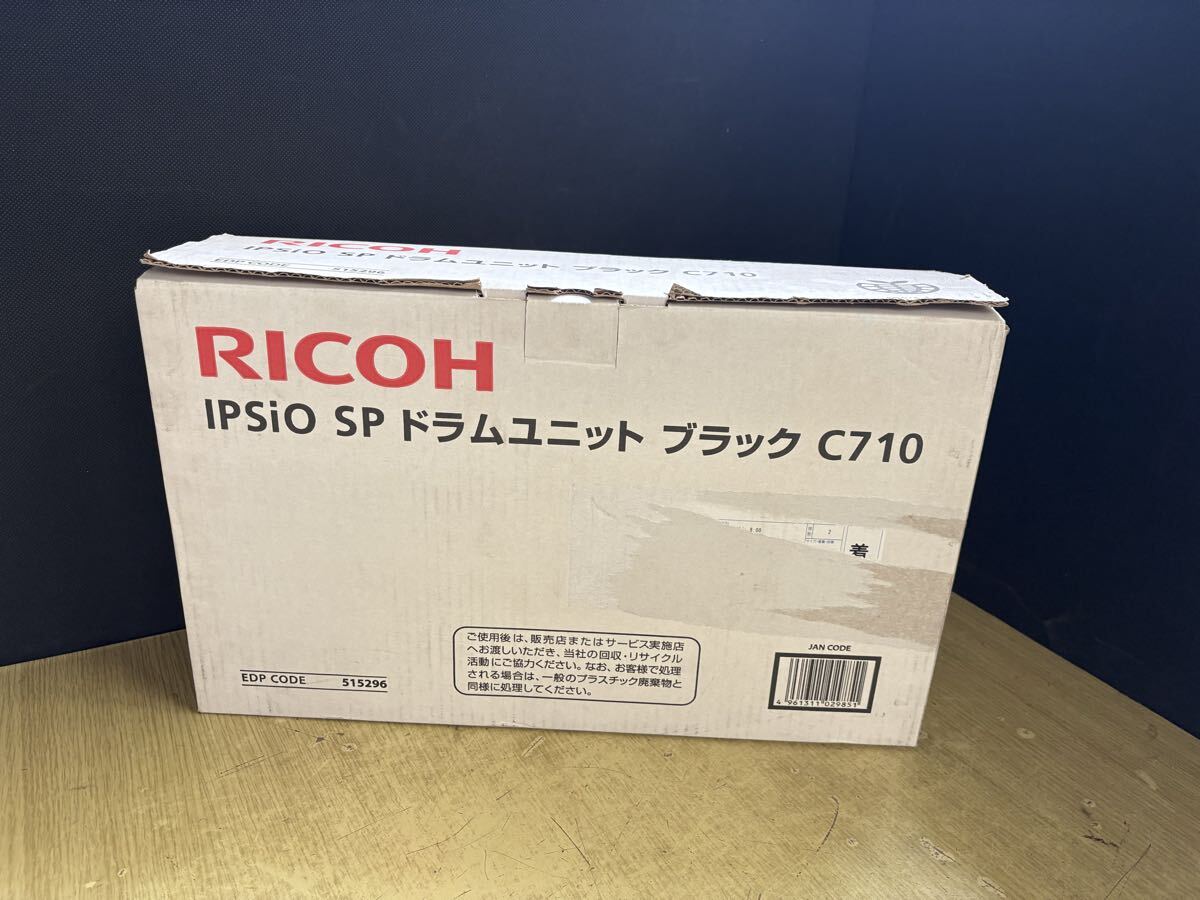 RICOH
IPSiO SP ドラムユニット ブラック C710
EDP CODE 515296
RICOH
IPSiO SP ドラムユニット ブラック C710
2
着
ご使用後は、販売店またはサービス実施店
へお渡しいただき、当社の回収・リサイクル
活動にご協力ください。なお、お客様で処理
される場合は、一般のプラスチック廃棄物と
同様に処理してください。
EDP CODE 515296
JAN CODE
4 961311 029851